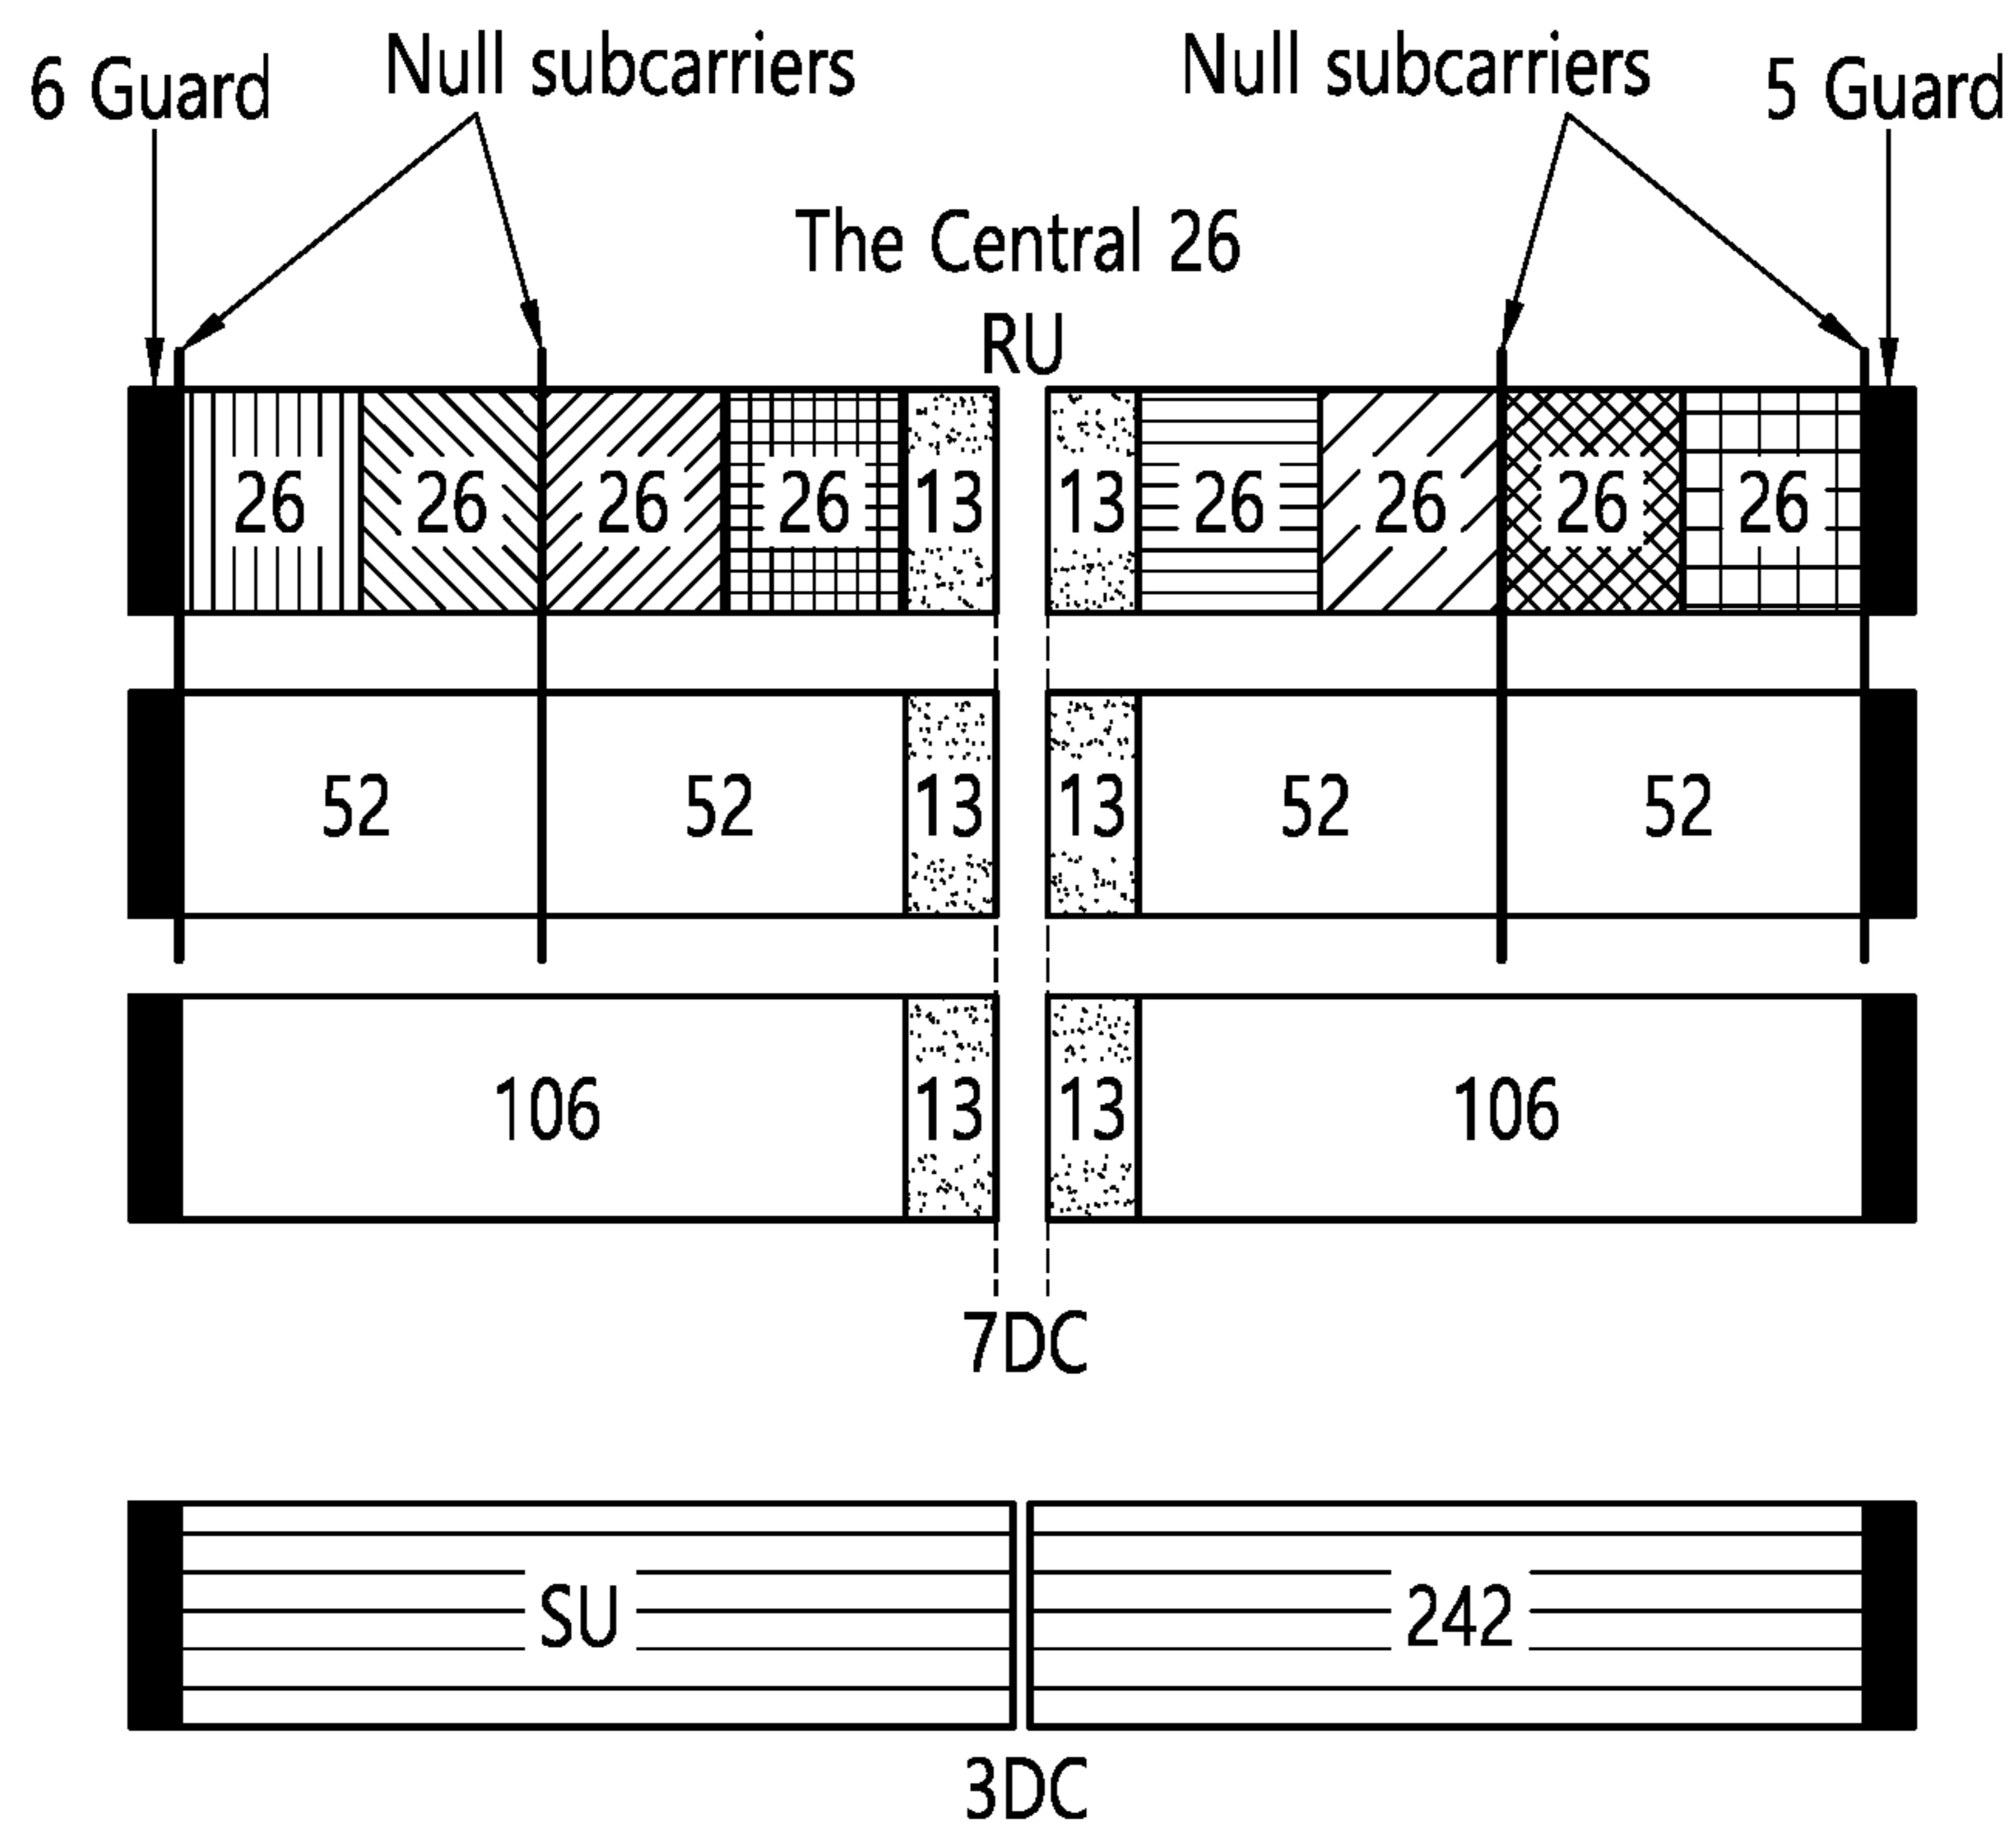 6 Guard
Null subcarriers
Null subcarriers
5 Guard
The Central 26
RU
26 26 26 26 13 13 26 26 26 26
52 52 13 13 52 52
106 13 13 106
7DC
SU 242
3DC